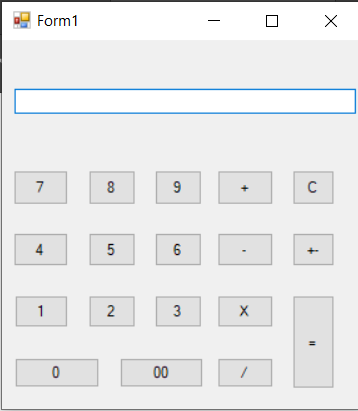 Form1
7 8 9 + C
4 5 6 - +-
1 2 3 X
=
0 00 /